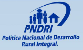 PNDRI
Política Nacional de Desarrollo
Rural Integral.